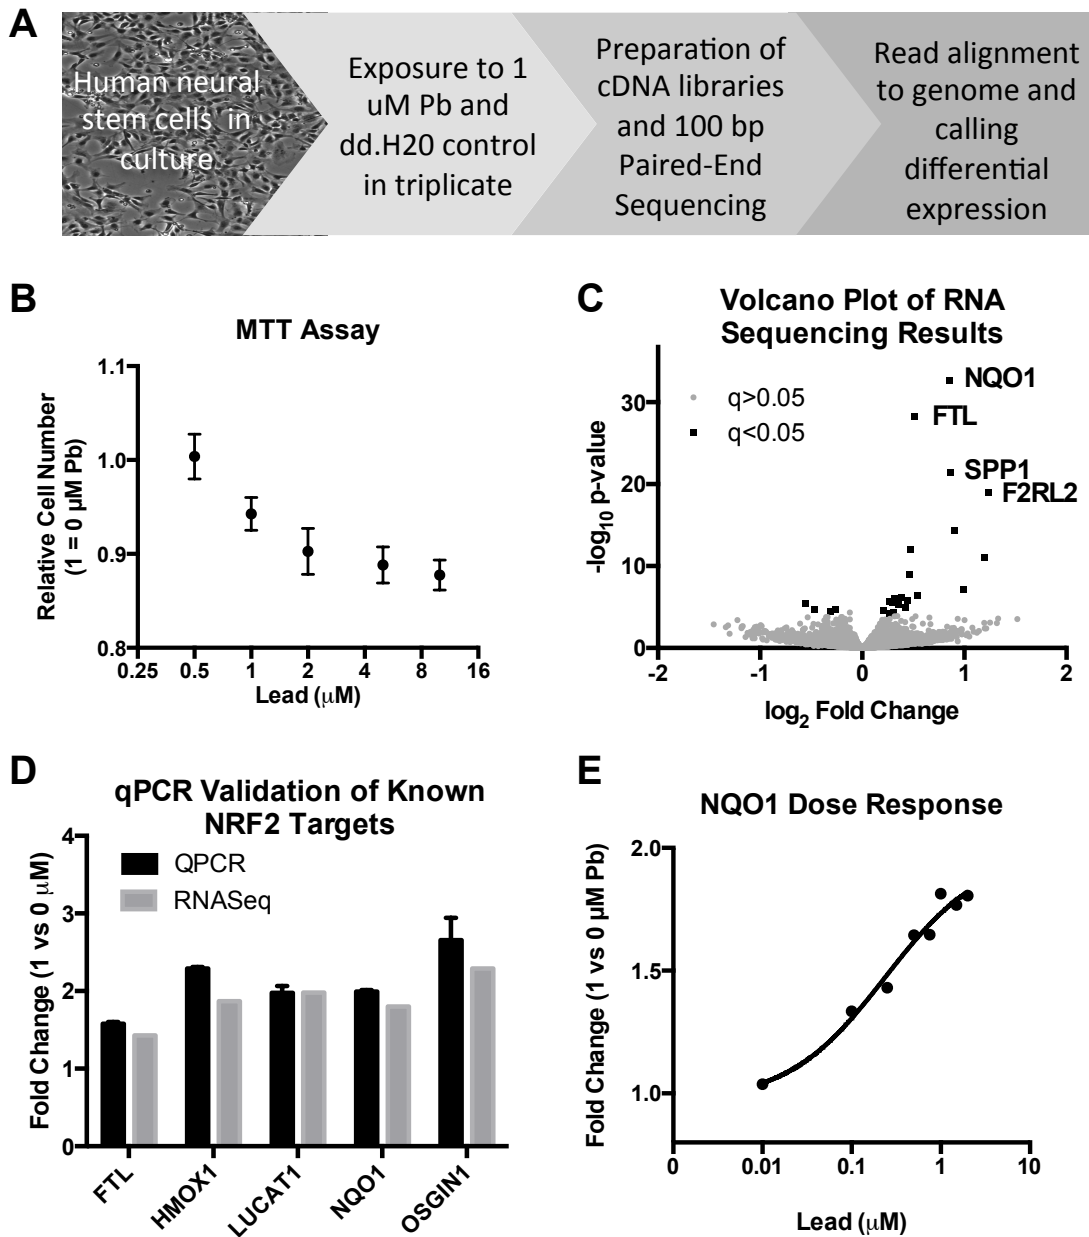 A
Human neural
stem cells in
culture
Exposure to 1
uM Pb and
dd.H20 control
in triplicate
Preparation of
cDNA libraries
and 100 bp
Paired-End
Sequencing
Read alignment
to genome and
calling
differential
expression
B
MTT Assay
Relative Cell Number
(1 = 0 µM Pb)
1.1
1.0
0.9
0.8
0.25
0.5
1
2
4
8
16
Lead (µM)
C
Volcano Plot of RNA
Sequencing Results
-log10 p-value
30
20
10
0
q>0.05
q<0.05
NQO1
FTL
SPP1
F2RL2
-2
-1
0
1
2
log2 Fold Change
D
qPCR Validation of Known
NRF2 Targets
Fold Change (1 vs 0 µM)
4
3
2
1
0
QPCR
RNASeq
FTL
HMOX1
LUCAT1
NQO1
OSGIN1
E
NQO1 Dose Response
Fold Change (1 vs 0 µM Pb)
2.0
1.5
1.0
0
0.01
0.1
1
10
Lead (µM)